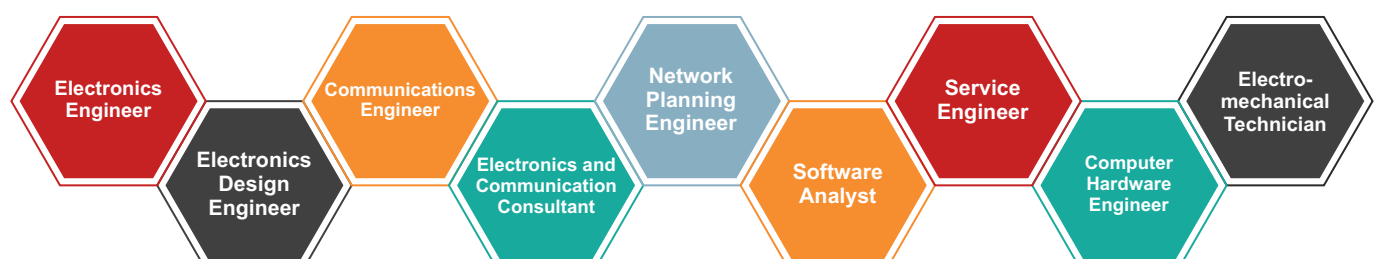 Electronics
Engineer
Electronics
Design
Engineer
Communications
Engineer
Electronics and
Communication
Consultant
Network
Planning
Engineer
Software
Analyst
Service
Engineer
Computer
Hardware
Engineer
Electro-
mechanical
Technician